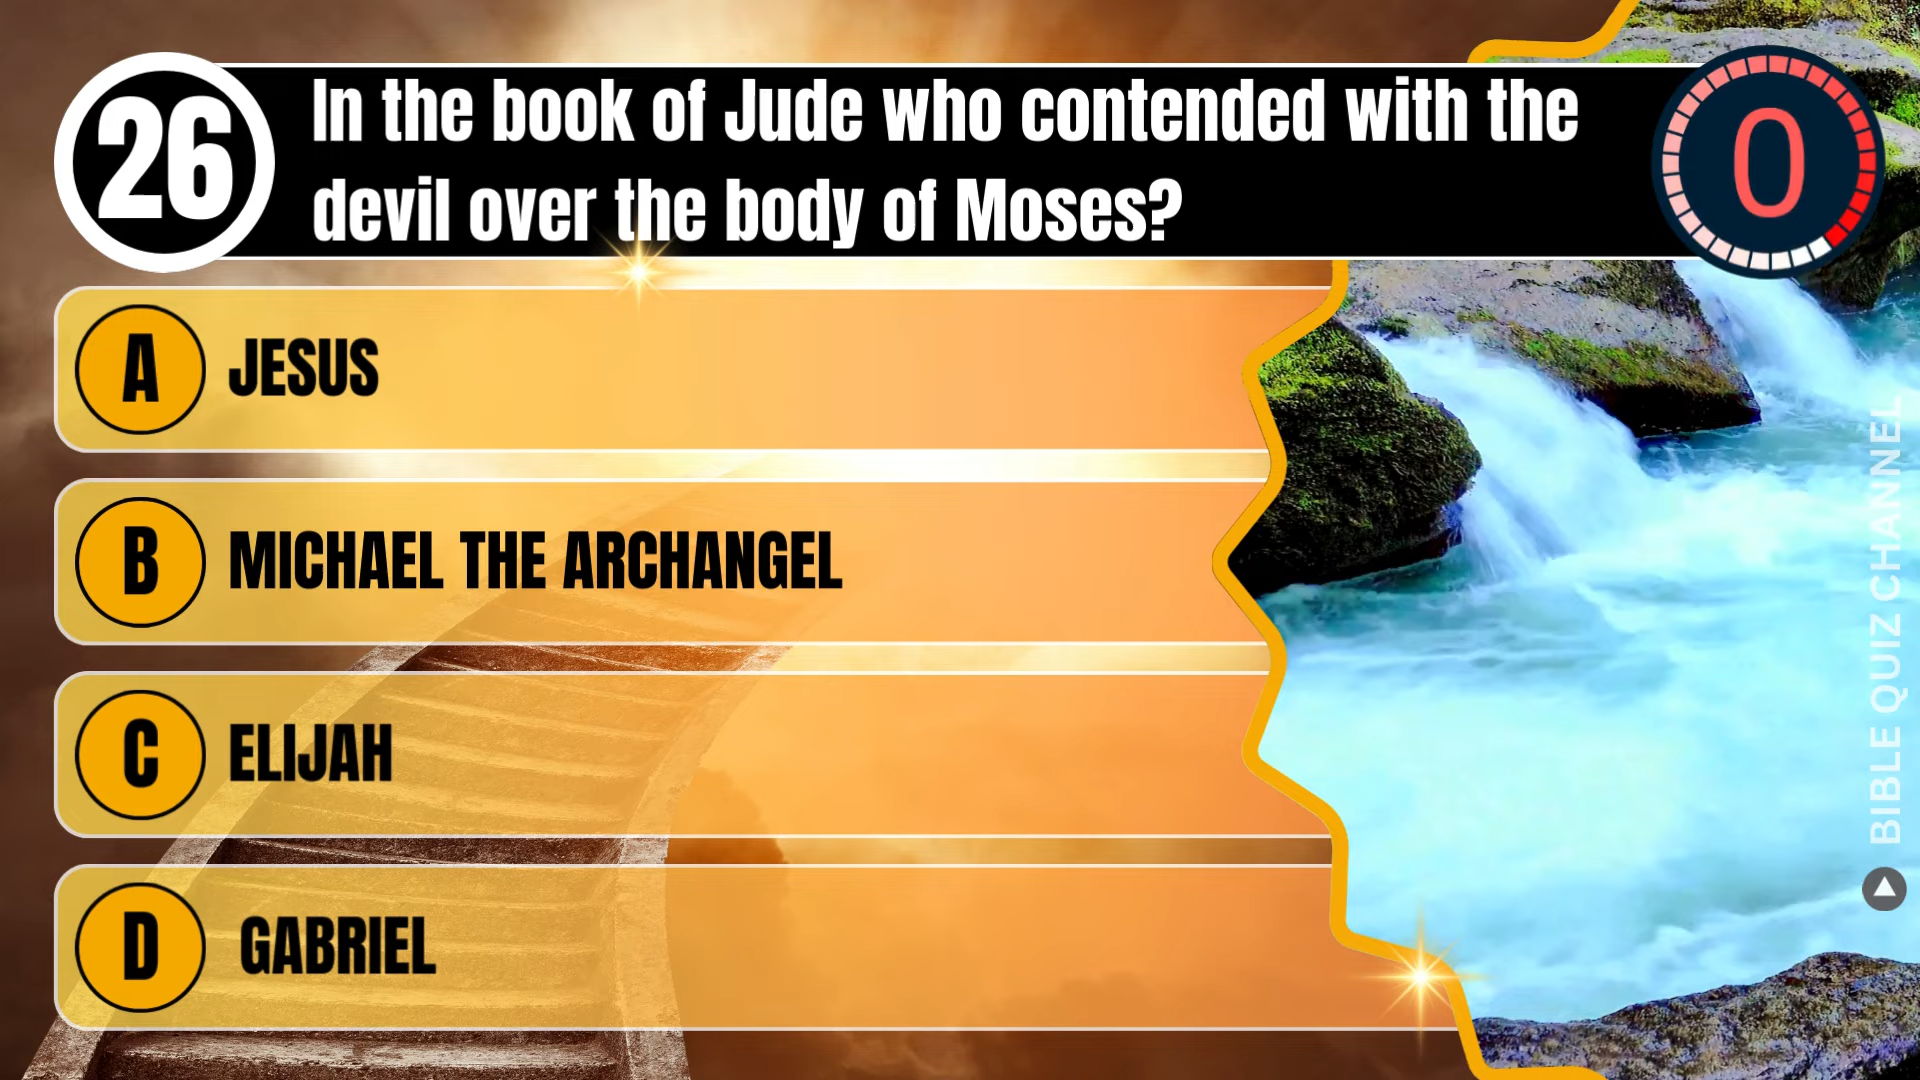 26
In the book of Jude who contended with the
devil over the body of Moses?
0
A JESUS
B MICHAEL THE ARCHANGEL
C ELIJAH
D GABRIEL
BIBLE QUIZ CHANNEL